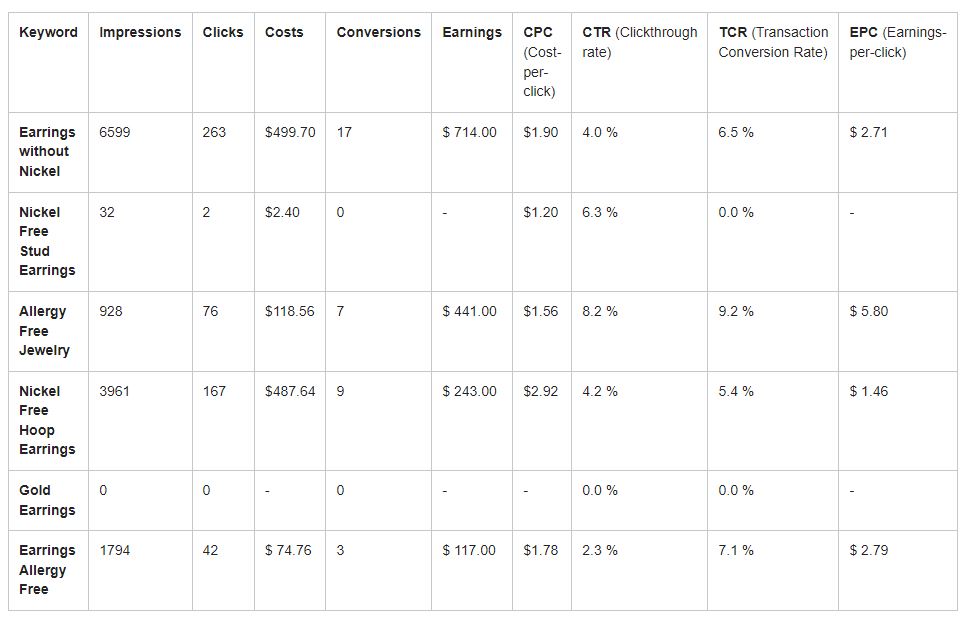 Keyword Impressions Clicks Costs Conversions Earnings CPC (Cost-per-click) CTR (Clickthrough rate) TCR (Transaction Conversion Rate) EPC (Earnings-per-click)
Earrings without Nickel 6599 263 $499.70 17 $ 714.00 $1.90 4.0 % 6.5 % $ 2.71
Nickel Free Stud Earrings 32 2 $2.40 0 - $1.20 6.3 % 0.0 % -
Allergy Free Jewelry 928 76 $118.56 7 $ 441.00 $1.56 8.2 % 9.2 % $ 5.80
Nickel Free Hoop Earrings 3961 167 $487.64 9 $ 243.00 $2.92 4.2 % 5.4 % $ 1.46
Gold Earrings 0 0 - 0 - - 0.0 % 0.0 % -
Earrings Allergy Free 1794 42 $ 74.76 3 $ 117.00 $1.78 2.3 % 7.1 % $ 2.79